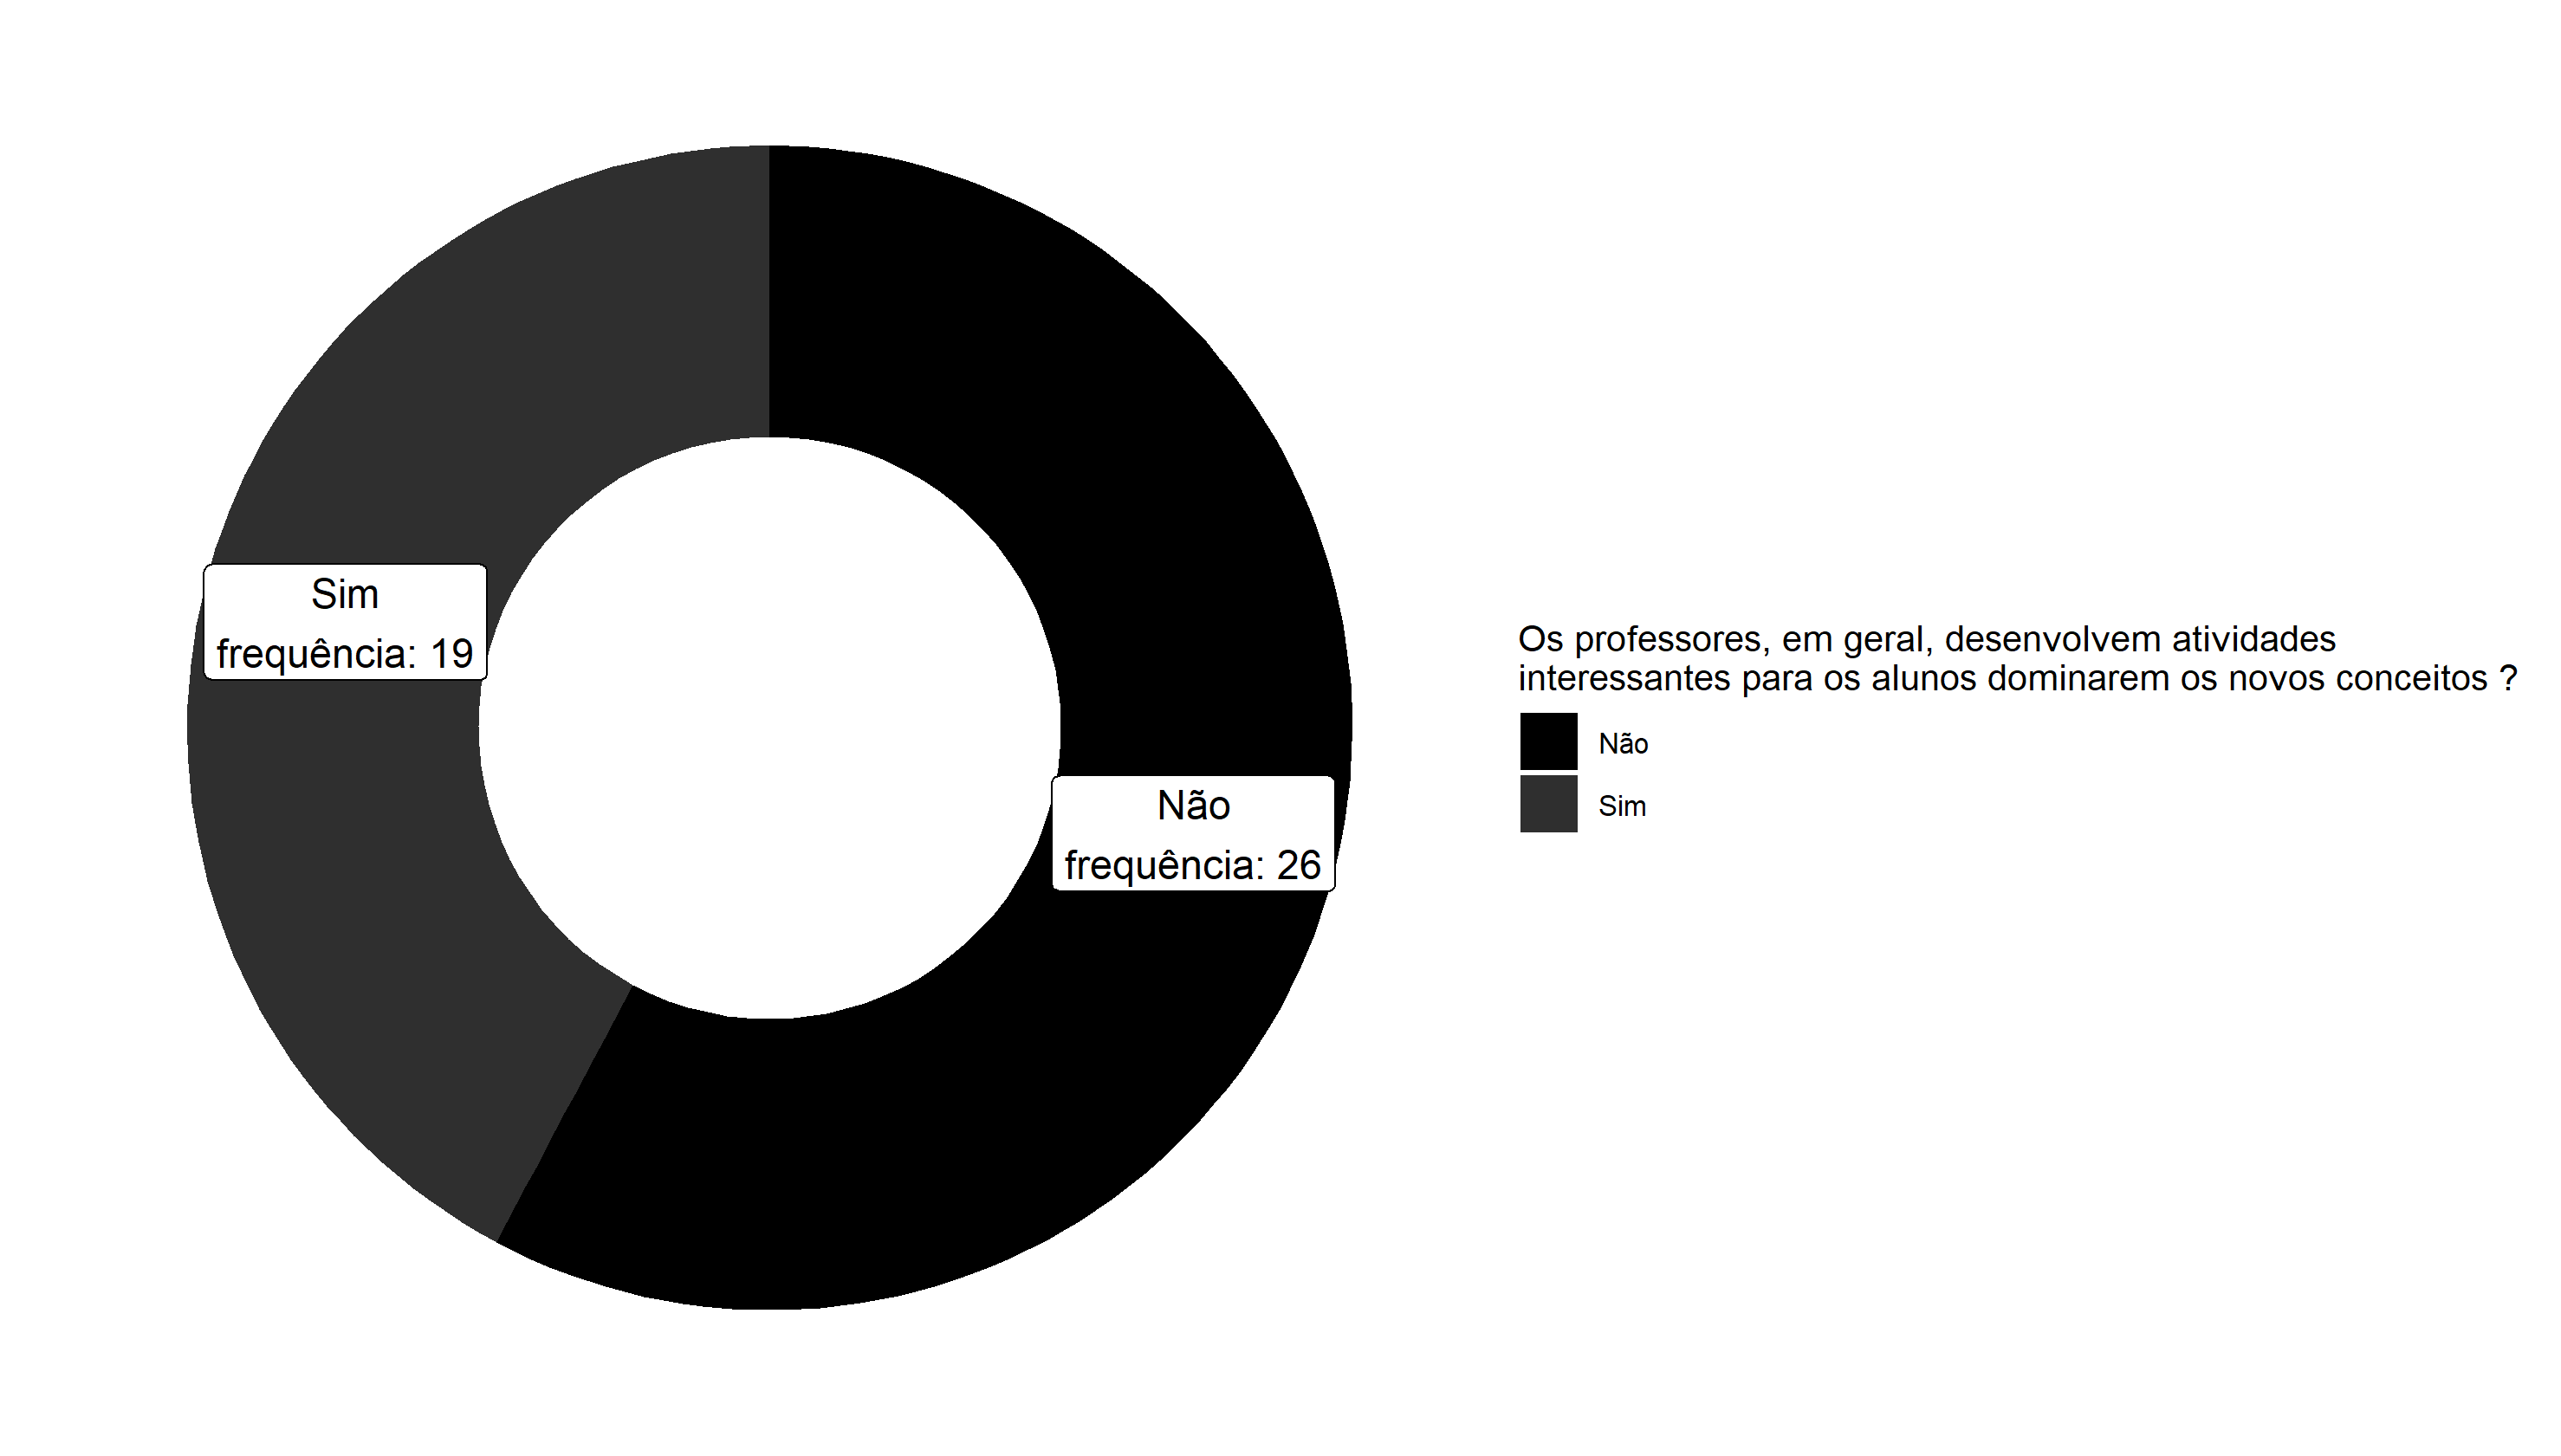 Sim
frequência: 19
Não
frequência: 26
Os professores, em geral, desenvolvem atividades
interessantes para os alunos dominarem os novos conceitos ?
Não
Sim